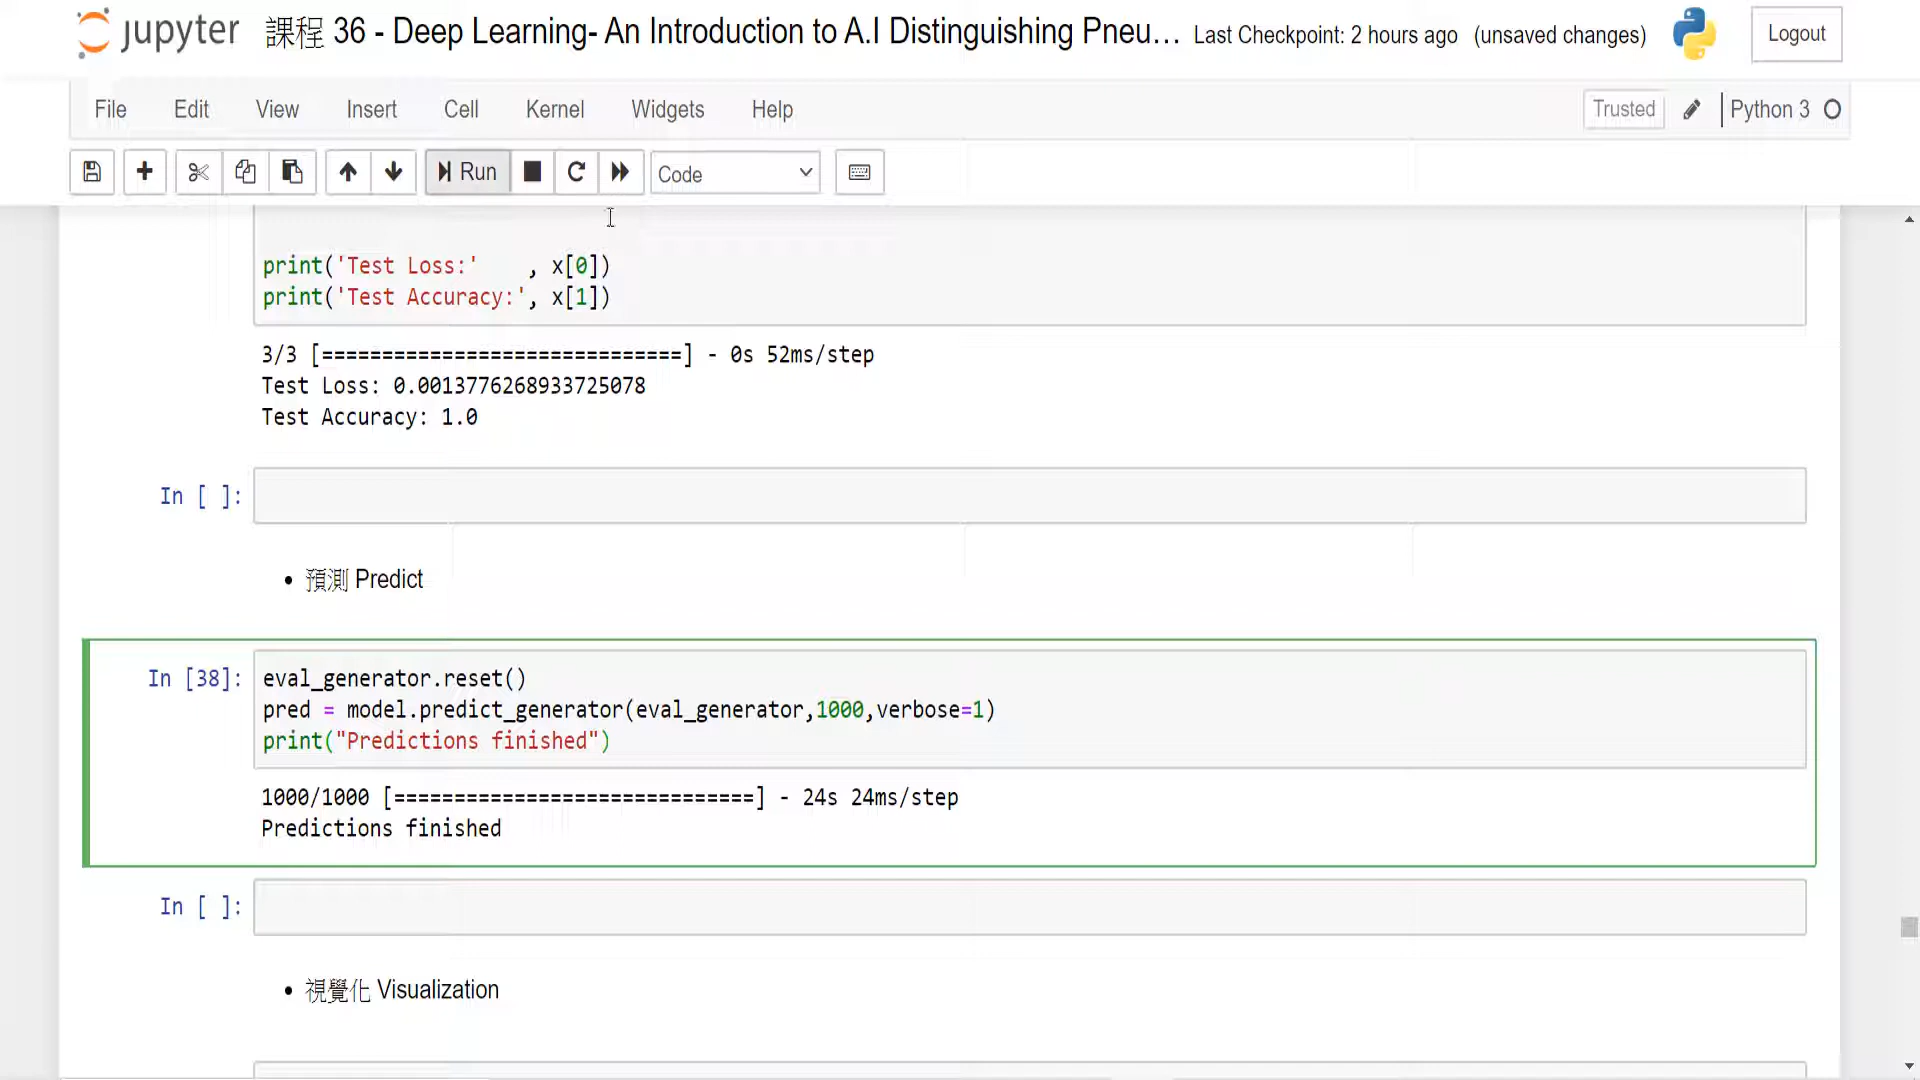 jupyter 課程 36 - Deep Learning- An Introduction to A.I Distinguishing Pneu... Last Checkpoint: 2 hours ago (unsaved changes) Logout
File Edit View Insert Cell Kernel Widgets Help Trusted Python 3
Run Code
print('Test Loss:' , x[0])
print('Test Accuracy:', x[1])
3/3 [==============================] - 0s 52ms/step
Test Loss: 0.0013776268933725078
Test Accuracy: 1.0
In [ ]:
• 預測 Predict
In [38]: eval_generator.reset()
pred = model.predict_generator(eval_generator,1000,verbose=1)
print("Predictions finished")
1000/1000 [==============================] - 24s 24ms/step
Predictions finished
In [ ]:
• 視覺化 Visualization